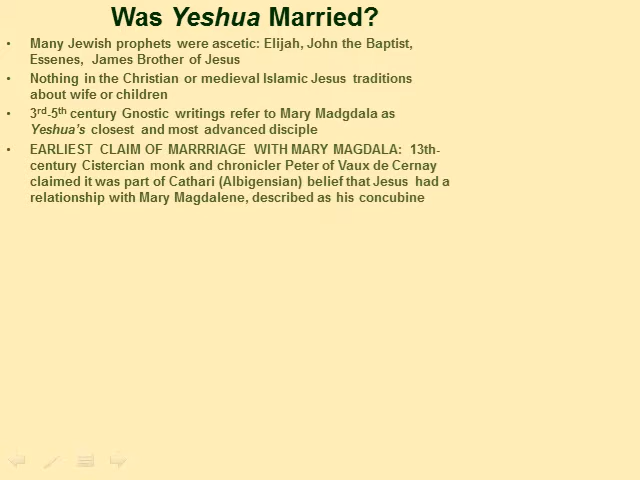 Was Yeshua Married?
• Many Jewish prophets were ascetic: Elijah, John the Baptist,
Essenes, James Brother of Jesus
• Nothing in the Christian or medieval Islamic Jesus traditions
about wife or children
• 3rd-5th century Gnostic writings refer to Mary Madgdala as
Yeshua's closest and most advanced disciple
• EARLIEST CLAIM OF MARRRIAGE WITH MARY MAGDALA: 13th-
century Cistercian monk and chronicler Peter of Vaux de Cernay
claimed it was part of Cathari (Albigensian) belief that Jesus had a
relationship with Mary Magdalene, described as his concubine